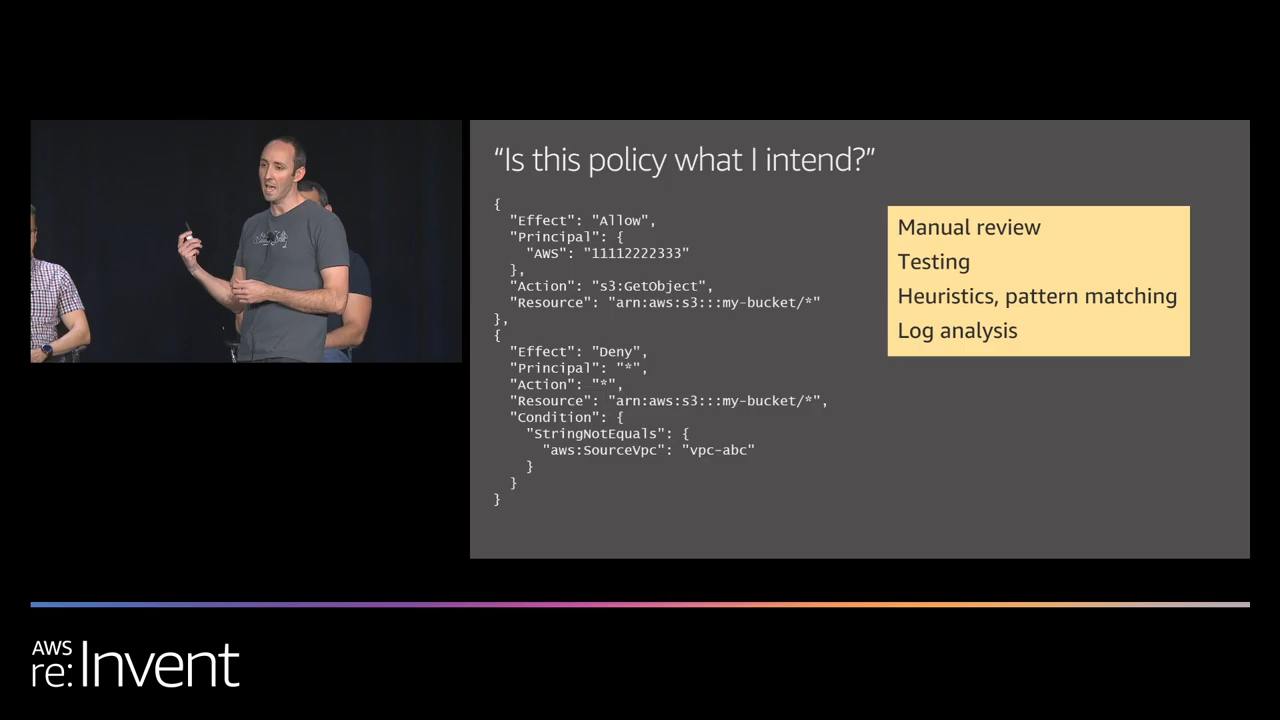 “Is this policy what I intend?”
{
"Effect": "Allow",
"Principal": {
"AWS": "11112222333"
},
"Action": "s3:GetObject",
"Resource": "arn:aws:s3:::my-bucket/*"
},
{
"Effect": "Deny",
"Principal": "*",
"Action": "*",
"Resource": "arn:aws:s3:::my-bucket/*",
"Condition": {
"StringNotEquals": {
"aws:SourceVpc": "vpc-abc"
}
}
}
Manual review
Testing
Heuristics, pattern matching
Log analysis
AWS
re:Invent